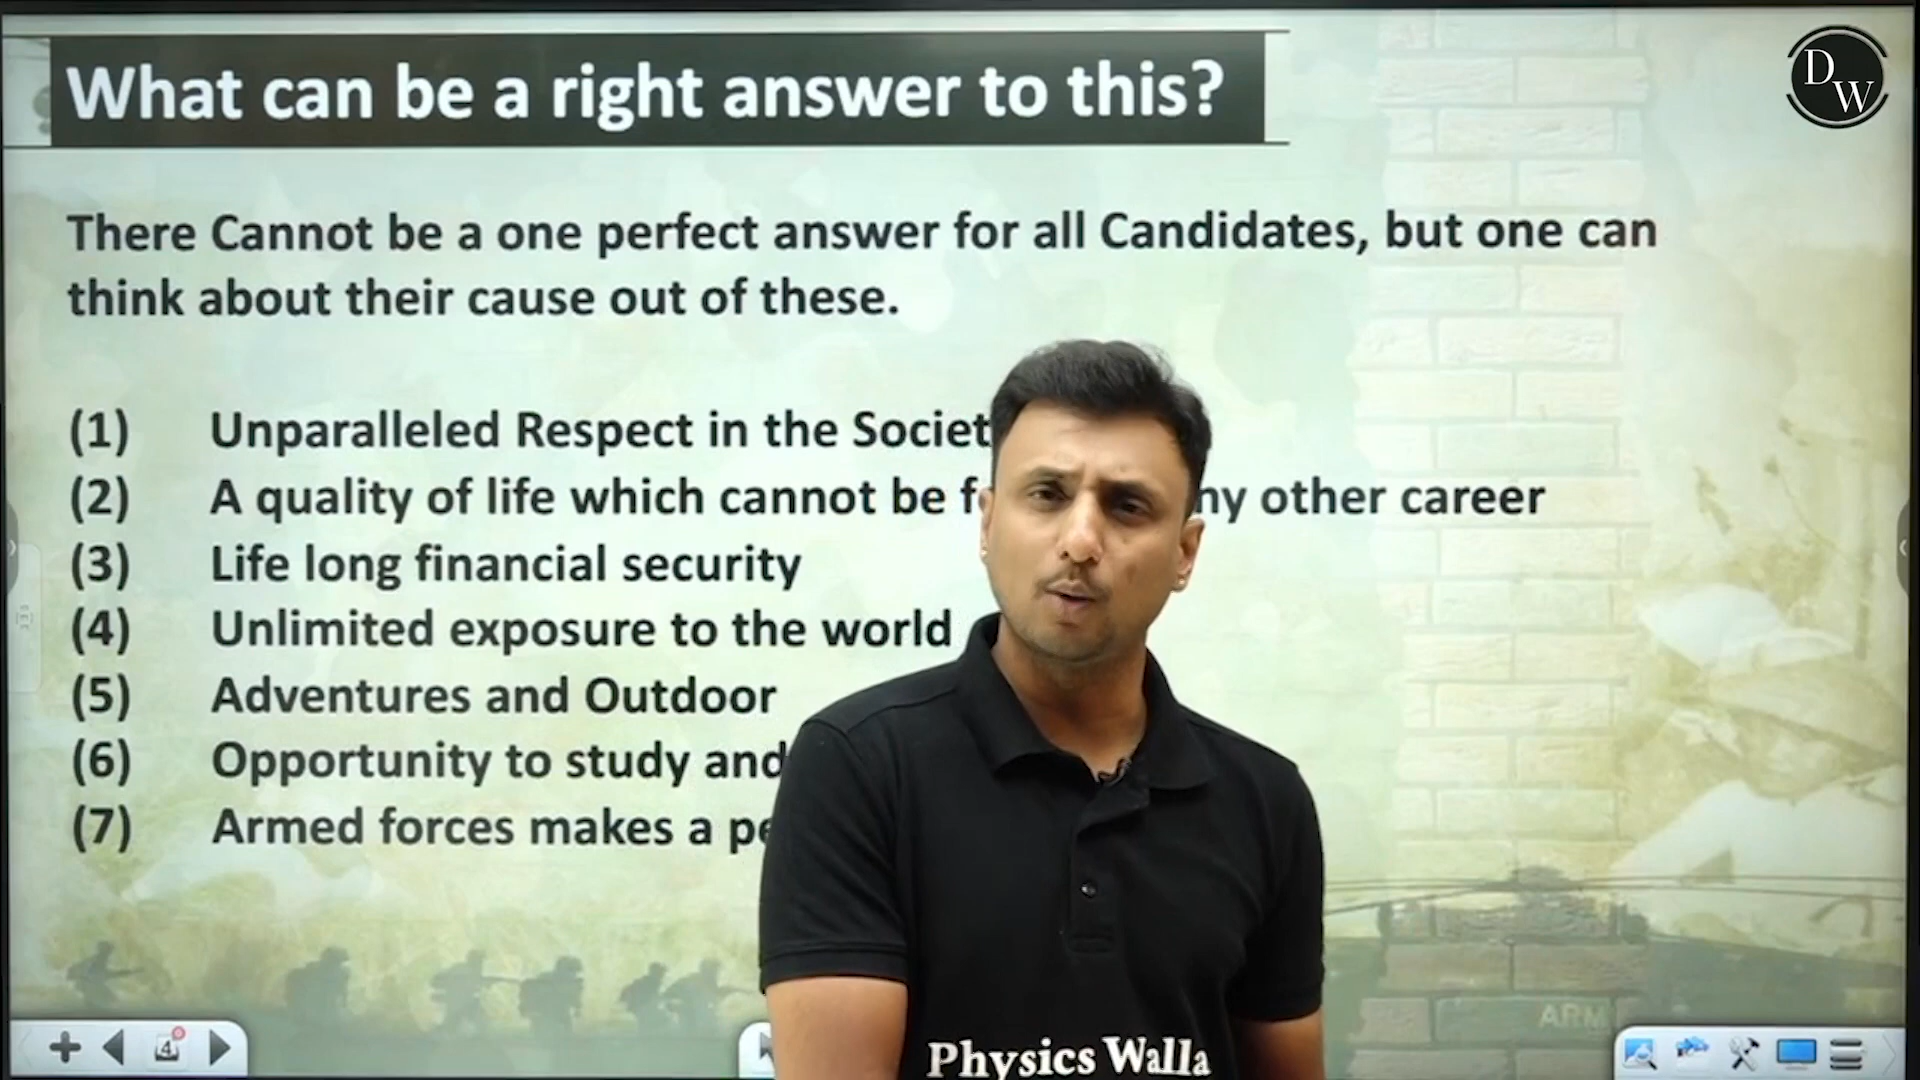 What can be a right answer to this?
D
W
There Cannot be a one perfect answer for all Candidates, but one can
think about their cause out of these.
(1) Unparalleled Respect in the Societ
(2) A quality of life which cannot be ny other career
(3) Life long financial security
(4) Unlimited exposure to the world
(5) Adventures and Outdoor
(6) Opportunity to study and
(7) Armed forces makes a
ARM
4
Physics Walla